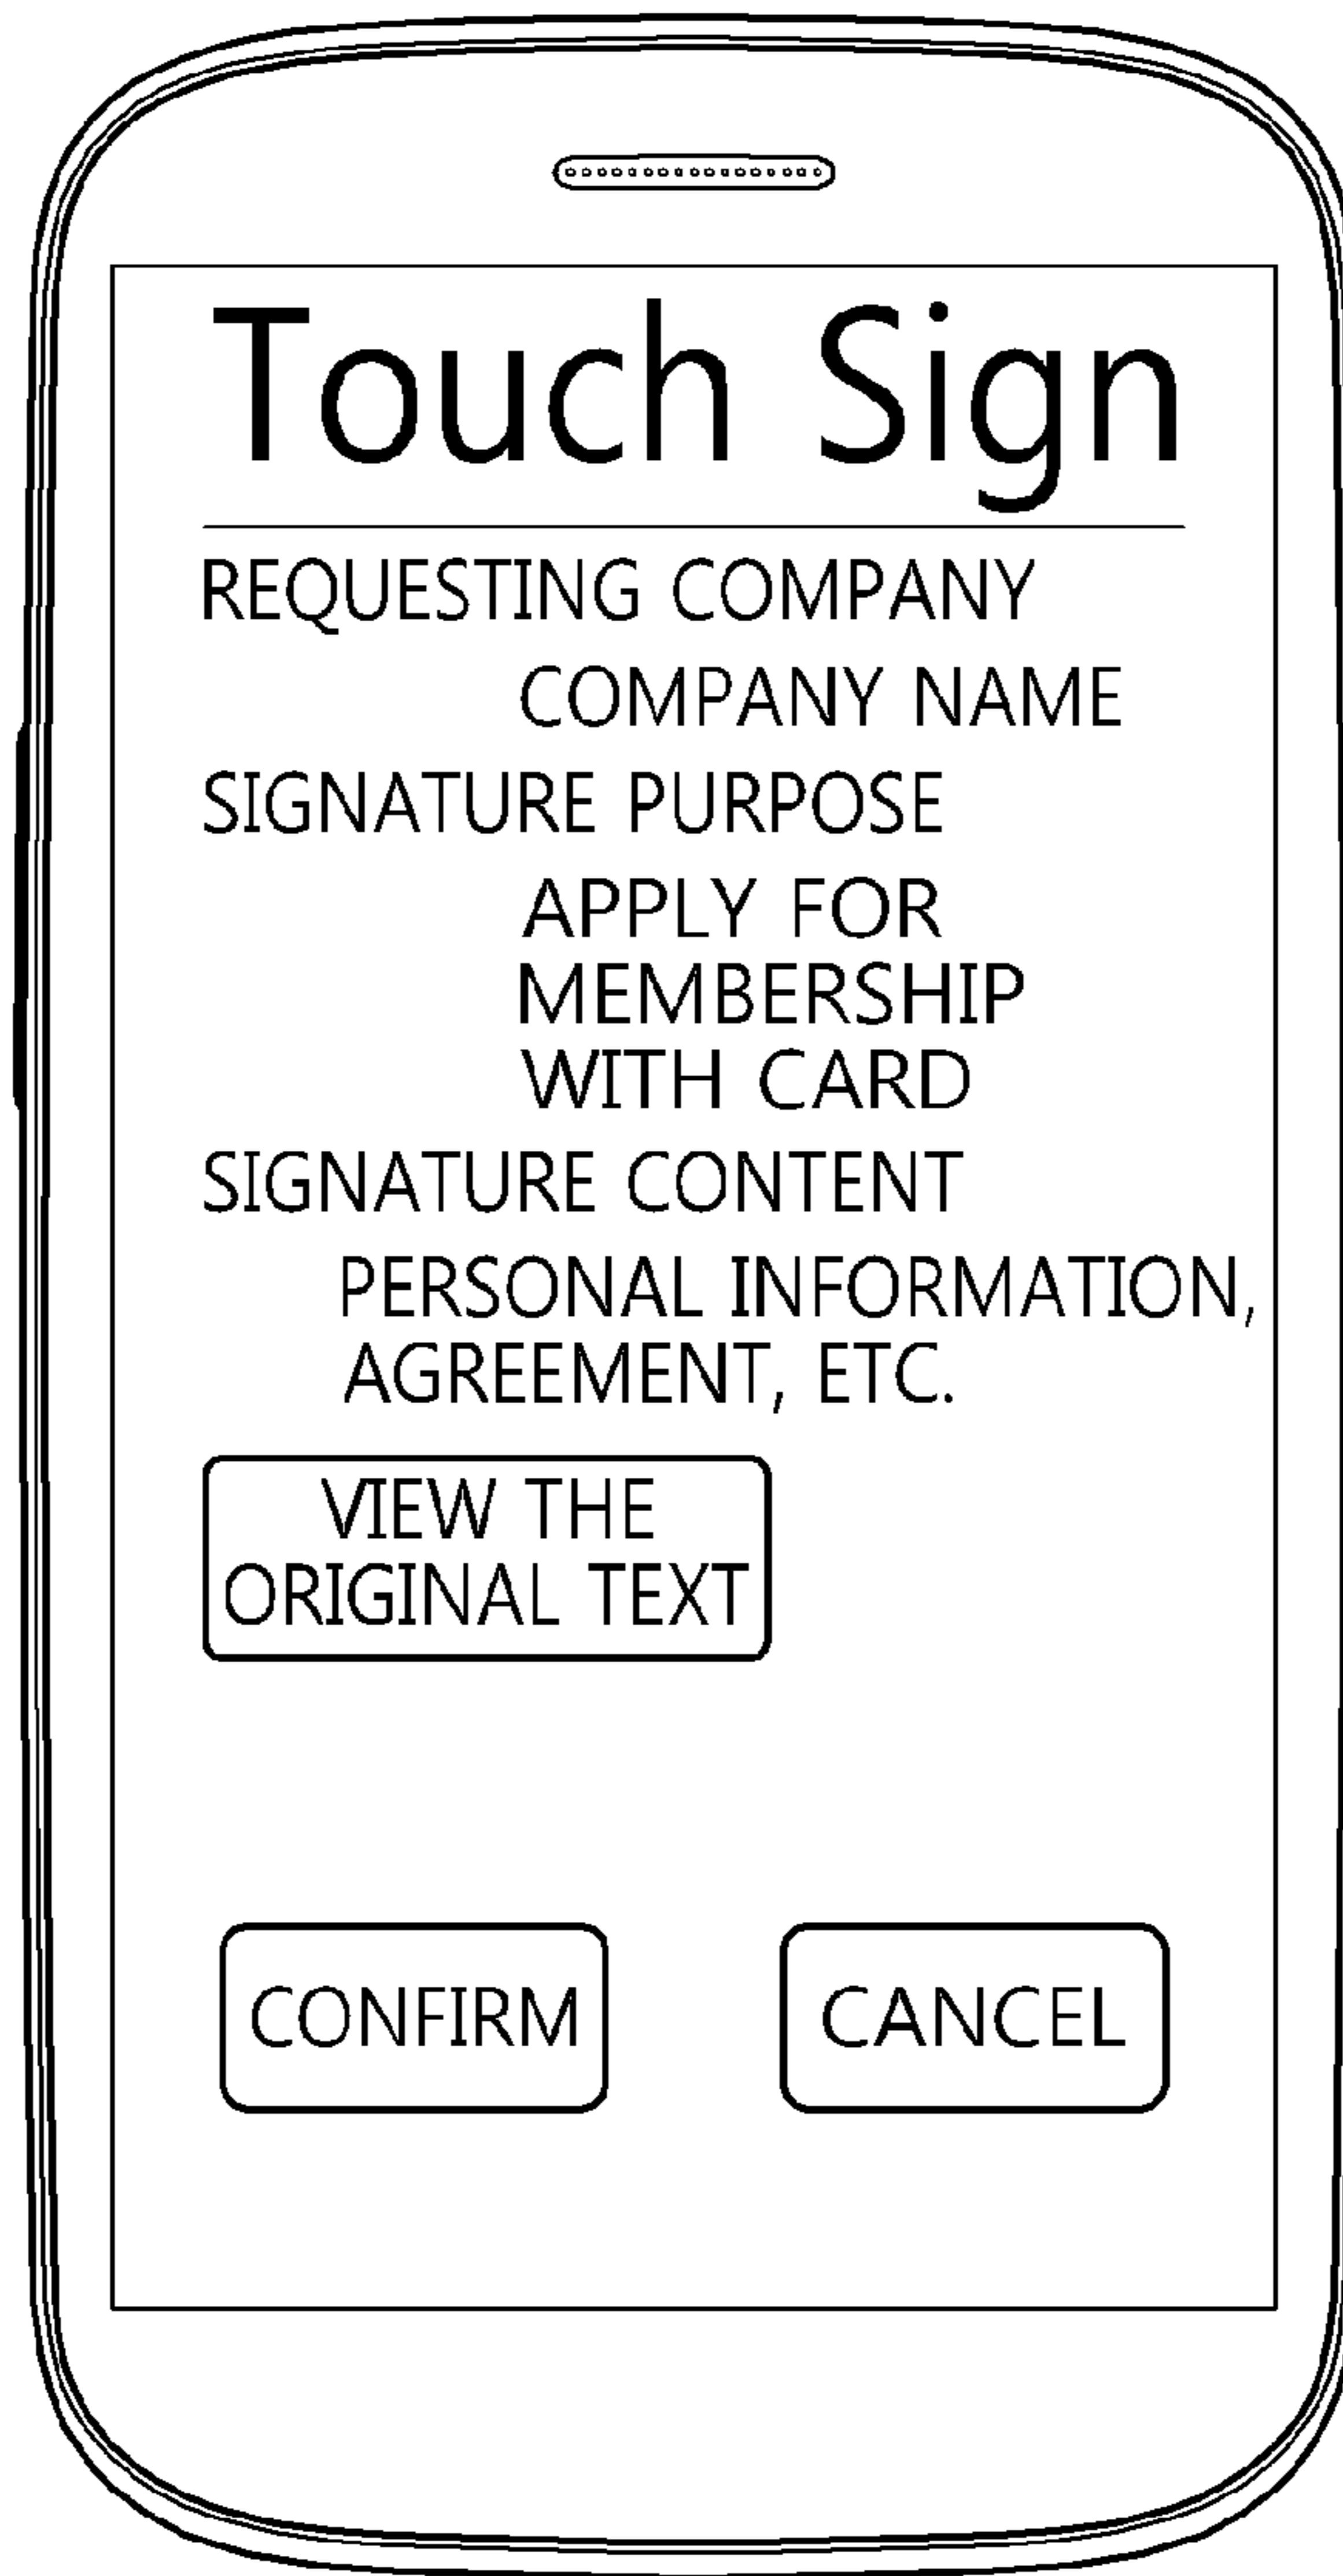 Touch Sign
REQUESTING COMPANY
COMPANY NAME
SIGNATURE PURPOSE
APPLY FOR
MEMBERSHIP
WITH CARD
SIGNATURE CONTENT
PERSONAL INFORMATION,
AGREEMENT, ETC.
VIEW THE
ORIGINAL TEXT
CONFIRM
CANCEL